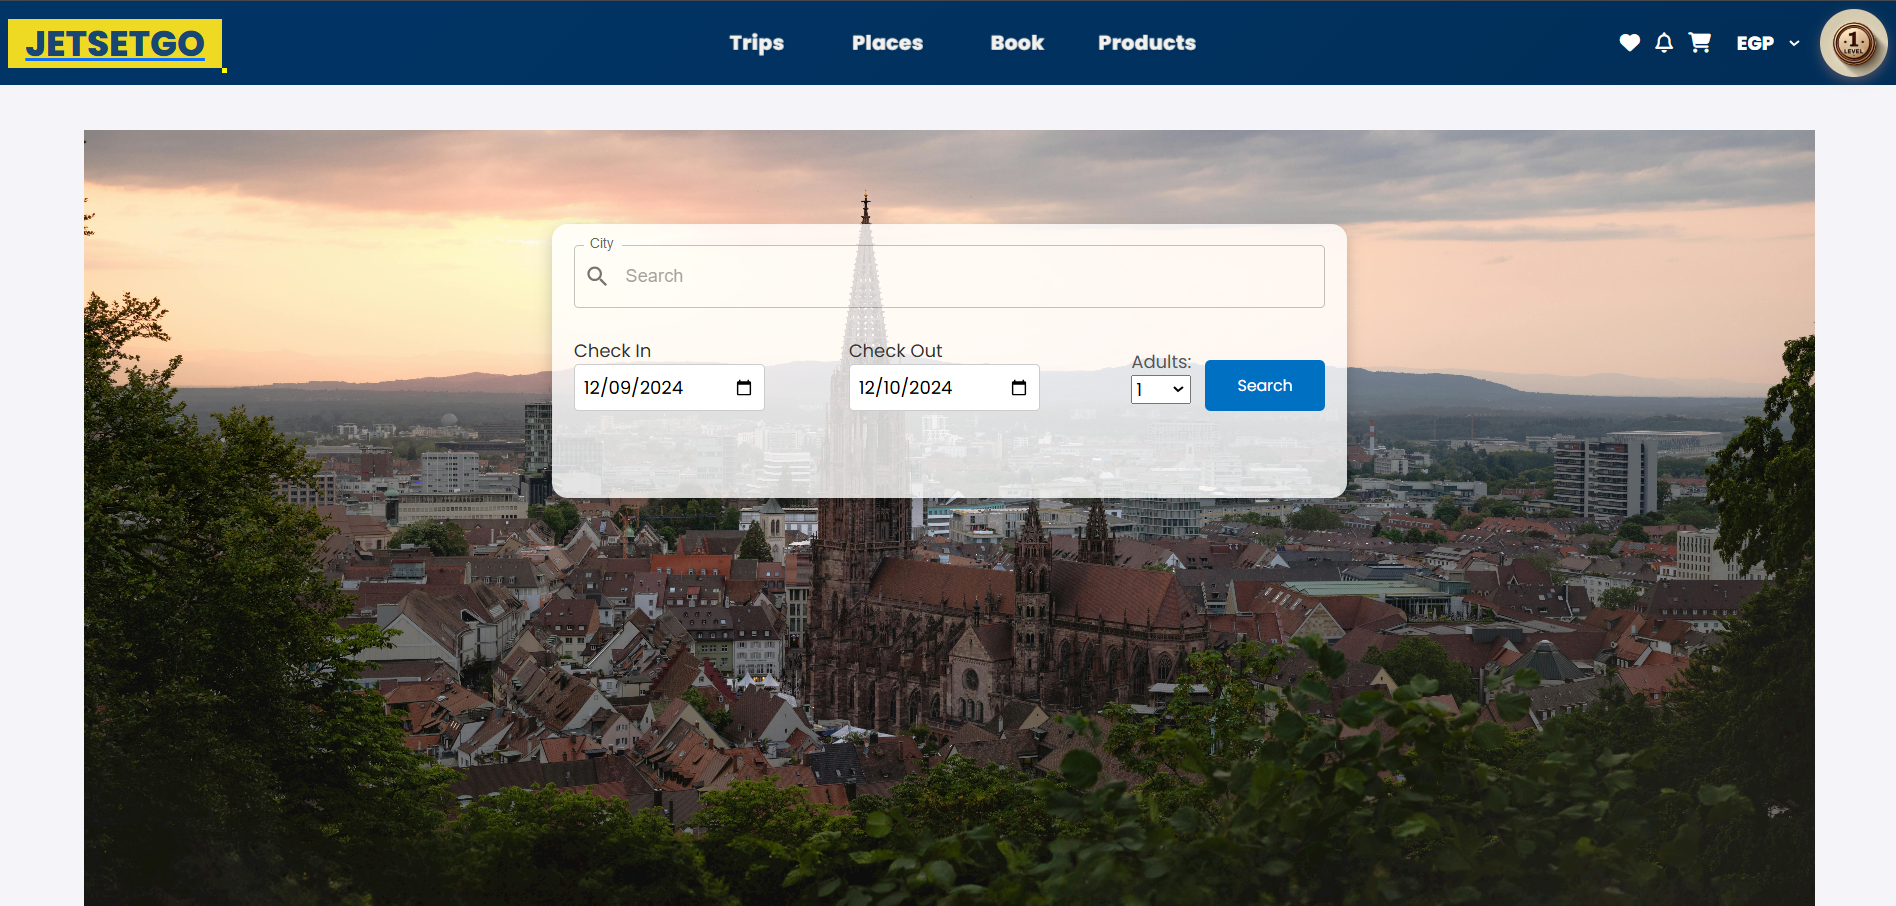 JETSETGO
Trips Places Book Products
EGP
1
LEVEL
City
Search
Check In Check Out Adults:
12/09/2024 12/10/2024 1 Search